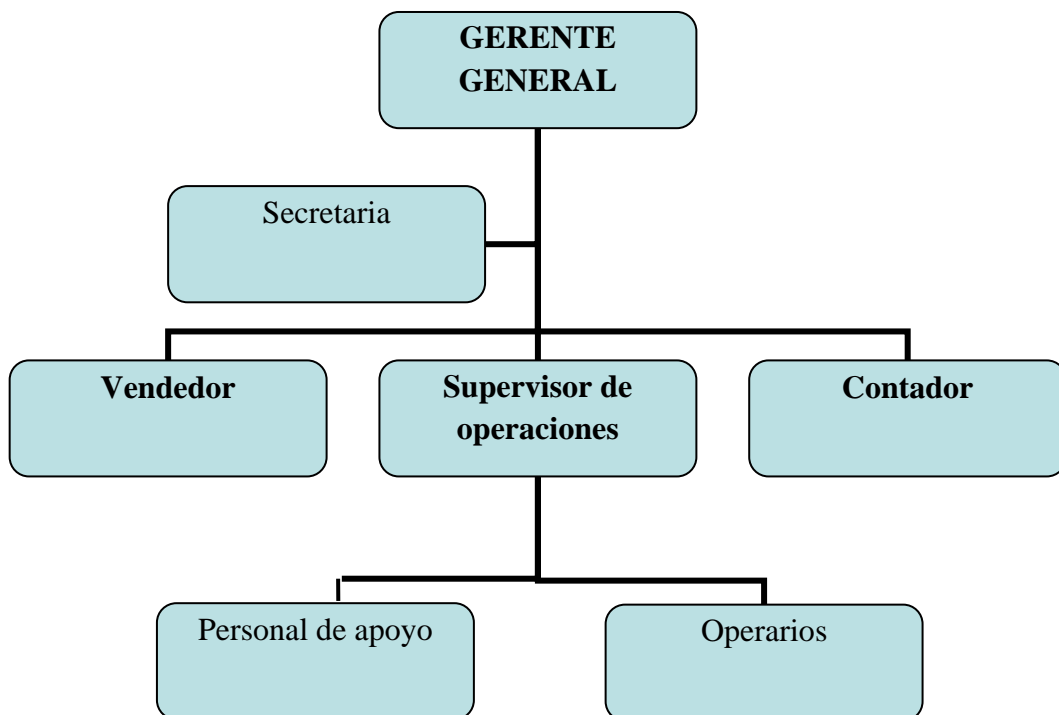 GERENTE
GENERAL
Secretaria
Vendedor
Supervisor de
operaciones
Contador
Personal de apoyo
Operarios